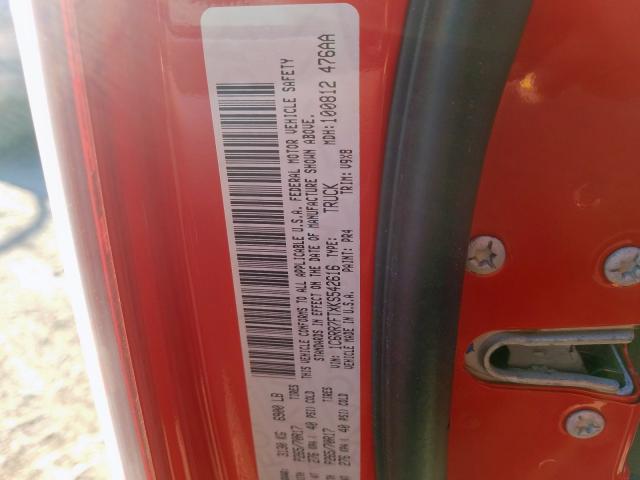 3130 KG 6900 LB
THIS VEHICLE CONFORMS TO ALL APPLICABLE U.S.A. FEDERAL MOTOR VEHICLE SAFETY
STANDARDS IN EFFECT ON THE DATE OF MANUFACTURE SHOWN ABOVE.
MDH: 100812 476AA
VIN: 1C6RR7FTXKS542616 TYPE: TRUCK
VEHICLE MADE IN U.S.A. PAINT: PR4 TRIM: V9X8
P265/70R17 TIRES
276 KPA ( 40 PSI) COLD
P265/70R17 TIRES
276 KPA ( 40 PSI) COLD